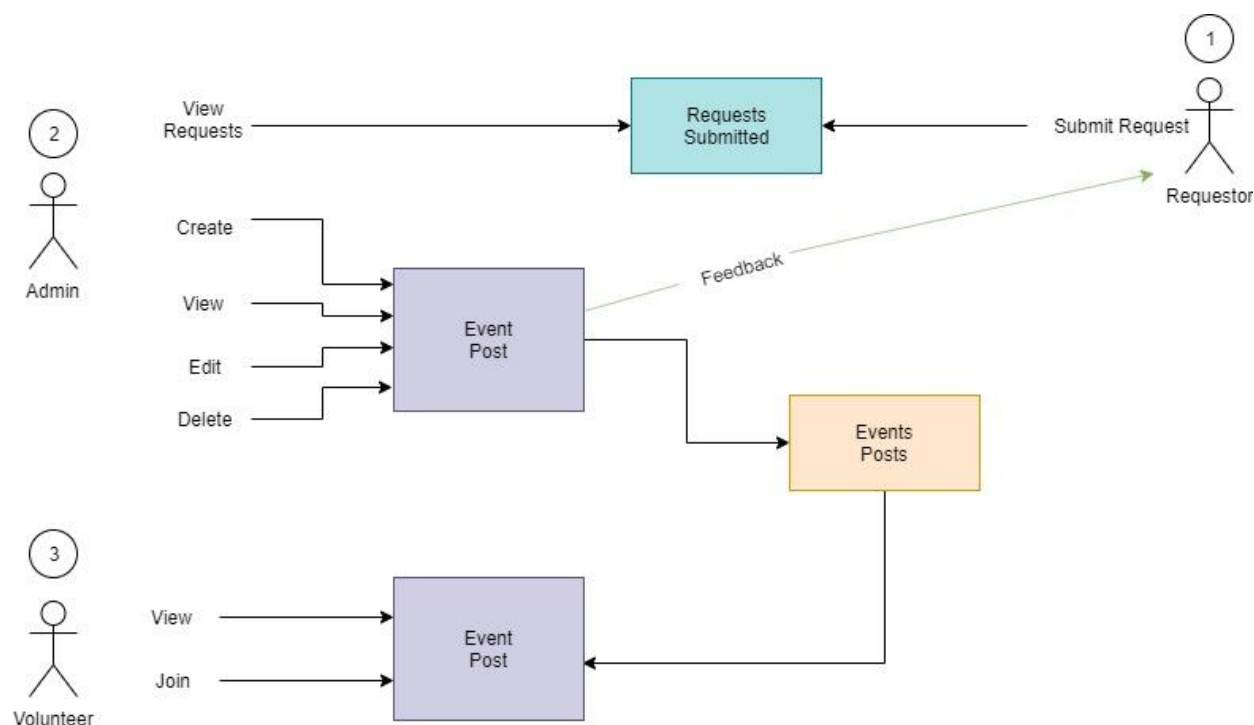 1
View
Requests
Requests
Submitted
Submit Request
2
Requestor
Create
Feedback
Admin
View
Event
Post
Edit
Delete
Events
Posts
3
View
Event
Post
Join
Volunteer